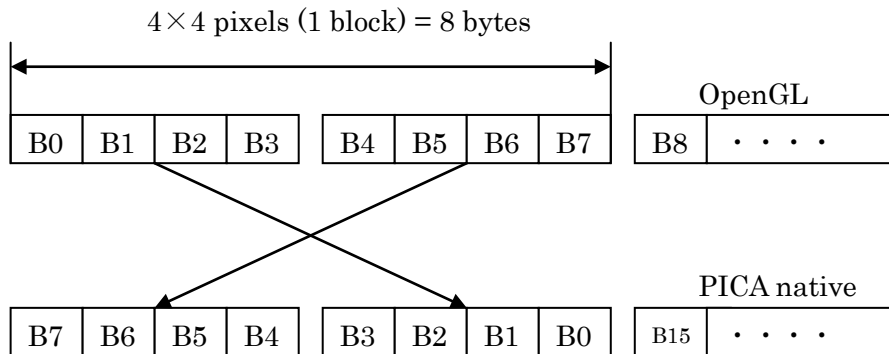 4×4 pixels (1 block) = 8 bytes
OpenGL
B0 B1 B2 B3 B4 B5 B6 B7 B8 ・・・・
PICA native
B7 B6 B5 B4 B3 B2 B1 B0 B15 ・・・・